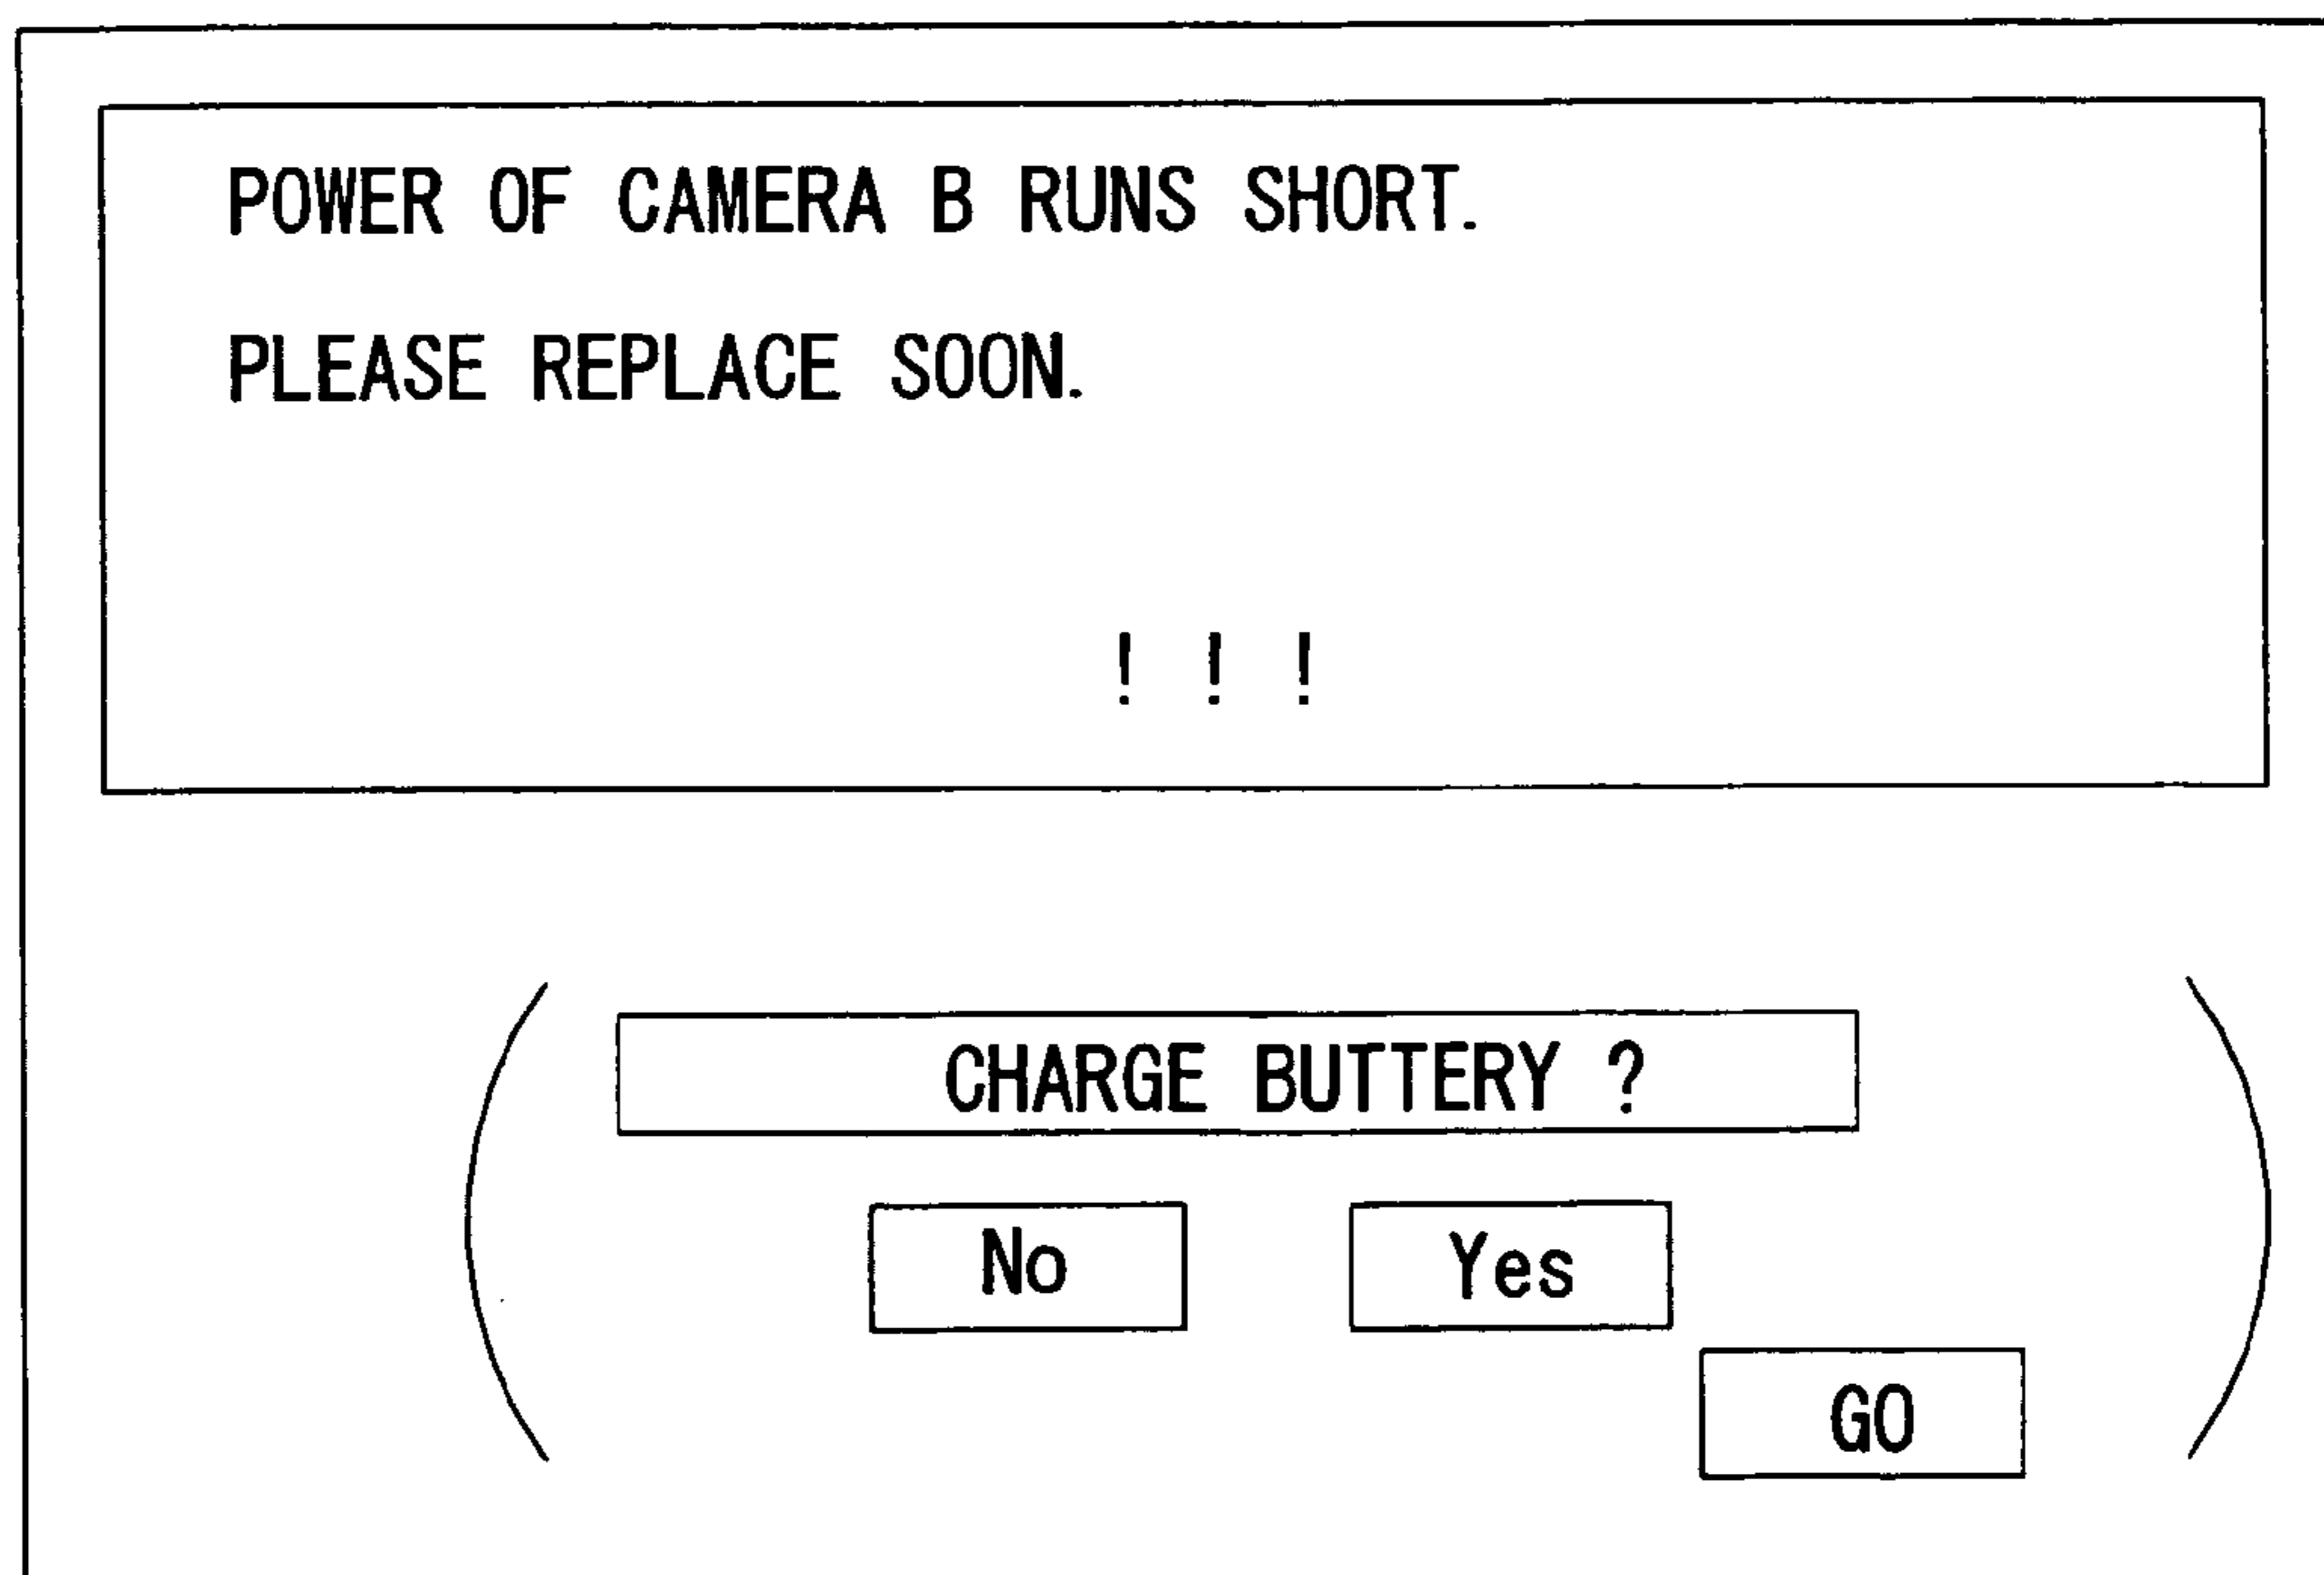 POWER OF CAMERA B RUNS SHORT.
PLEASE REPLACE SOON.
! ! !
CHARGE BUTTERY ?
No Yes
GO